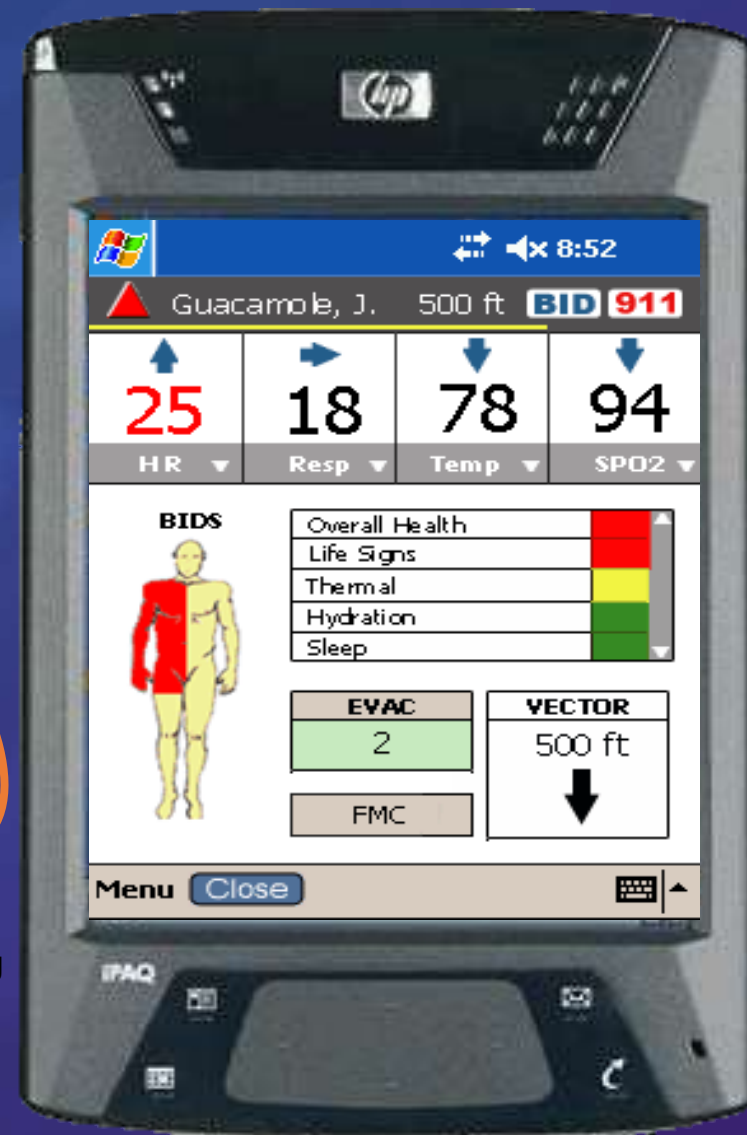 hp
8:52
Guacamole, J. 500 ft BID 911
25 18 78 94
HR Resp Temp SPO2
BIDS
Overall Health
Life Signs
Thermal
Hydration
Sleep
EVAC
2
VECTOR
500 ft
FMC
Menu Close
iPAQ